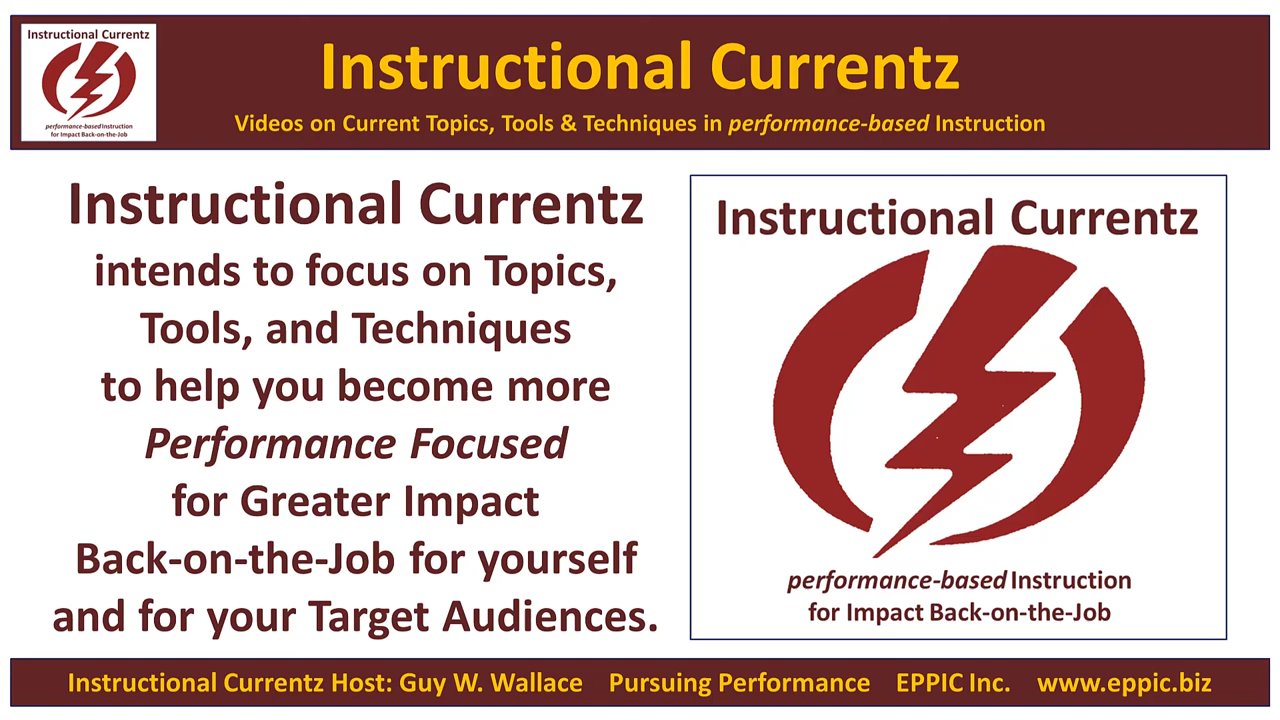 Instructional Currentz
performance-based Instruction
for Impact Back-on-the-Job
Instructional Currentz
Videos on Current Topics, Tools & Techniques in performance-based Instruction
Instructional Currentz
intends to focus on Topics,
Tools, and Techniques
to help you become more
Performance Focused
for Greater Impact
Back-on-the-Job for yourself
and for your Target Audiences.
Instructional Currentz
performance-based Instruction
for Impact Back-on-the-Job
Instructional Currentz Host: Guy W. Wallace Pursuing Performance EPPIC Inc. www.eppic.biz